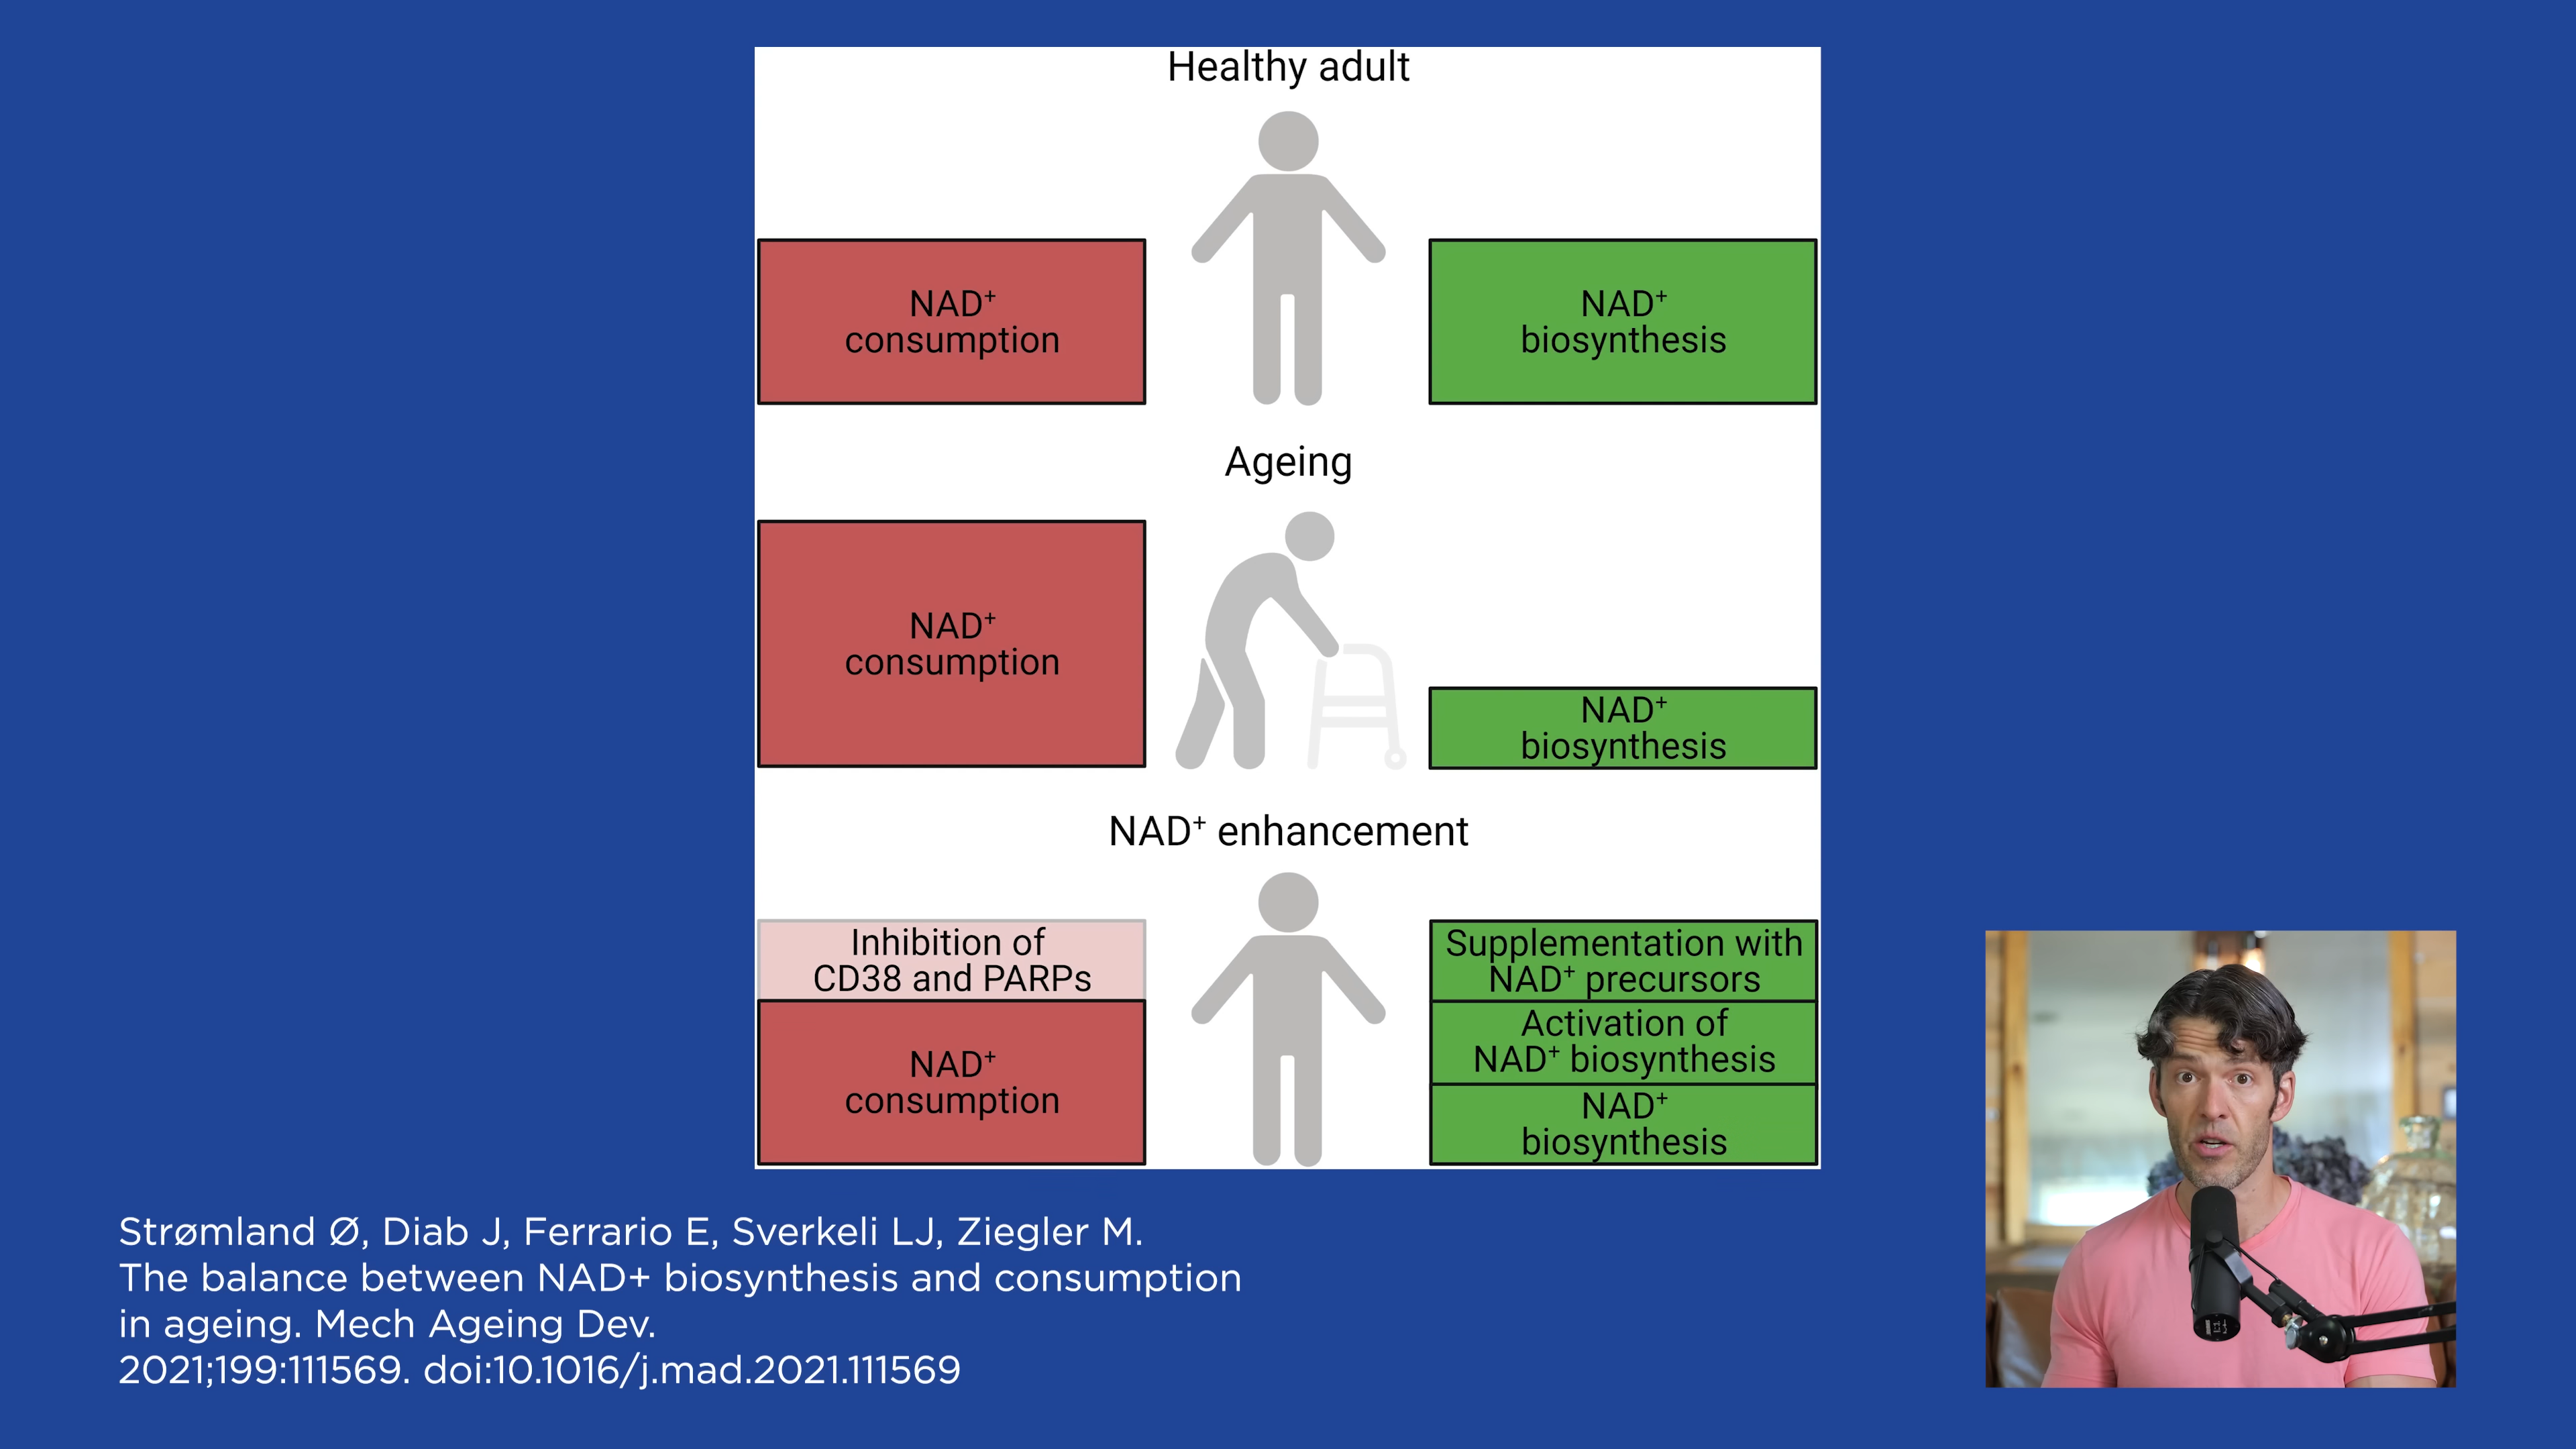 Healthy adult
NAD⁺
consumption
NAD⁺
biosynthesis
Ageing
NAD⁺
consumption
NAD⁺
biosynthesis
NAD⁺ enhancement
Inhibition of
CD38 and PARPs
NAD⁺
consumption
Supplementation with
NAD⁺ precursors
Activation of
NAD⁺ biosynthesis
NAD⁺
biosynthesis
Strømland Ø, Diab J, Ferrario E, Sverkeli LJ, Ziegler M.
The balance between NAD+ biosynthesis and consumption
in ageing. Mech Ageing Dev.
2021;199:111569. doi:10.1016/j.mad.2021.111569